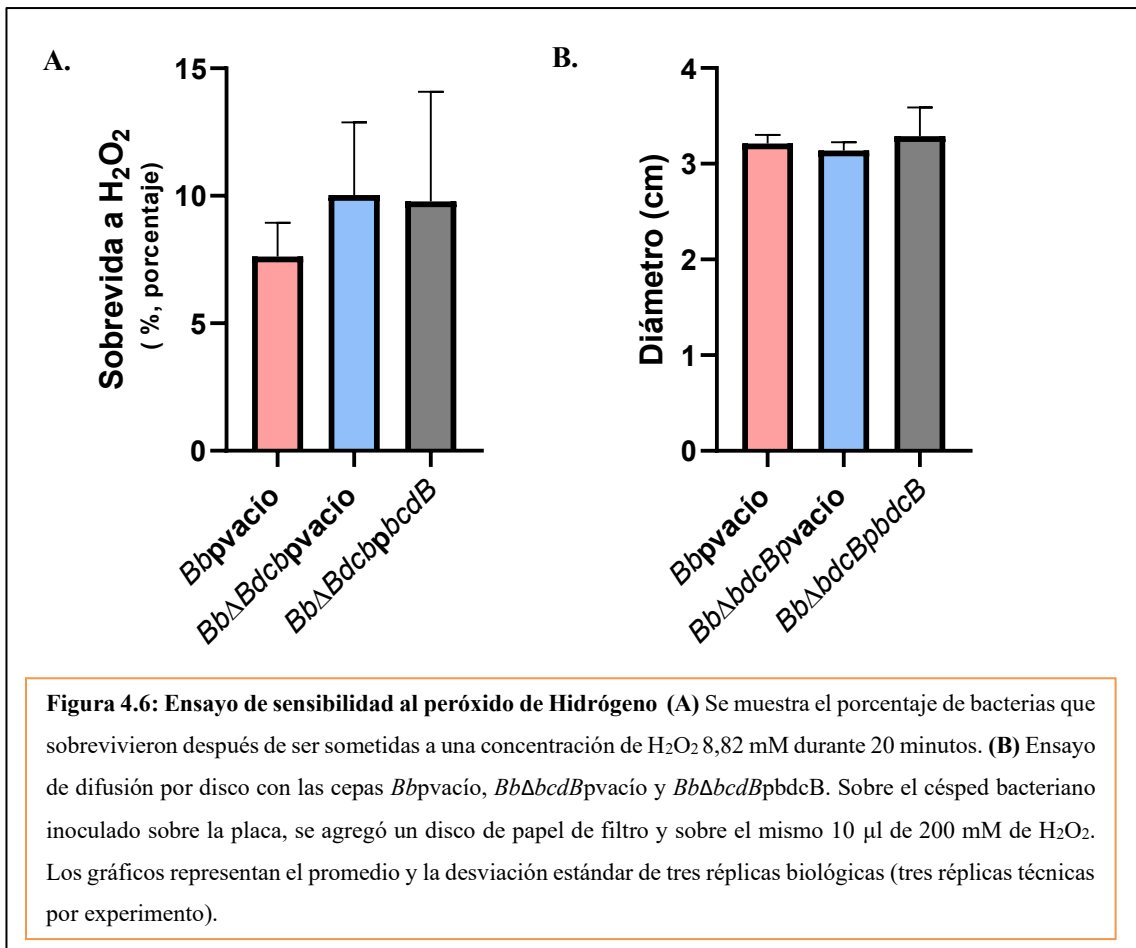 A.
15
10
5
0
Sobrevida a H₂O₂
( %, porcentaje)
Bbpvacío
BbΔBdcbpvacío
BbΔBdcbpbcdB
B.
4
3
2
1
0
Diámetro (cm)
Bbpvacío
BbΔbdcBpvacío
BbΔbdcBpbdcB
Figura 4.6: Ensayo de sensibilidad al peróxido de Hidrógeno (A) Se muestra el porcentaje de bacterias que
sobrevivieron después de ser sometidas a una concentración de H₂O₂ 8,82 mM durante 20 minutos. (B) Ensayo
de difusión por disco con las cepas Bbpvacío, BbΔbcdBpvacío y BbΔbcdBpbdcB. Sobre el césped bacteriano
inoculado sobre la placa, se agregó un disco de papel de filtro y sobre el mismo 10 µl de 200 mM de H₂O₂.
Los gráficos representan el promedio y la desviación estándar de tres réplicas biológicas (tres réplicas técnicas
por experimento).